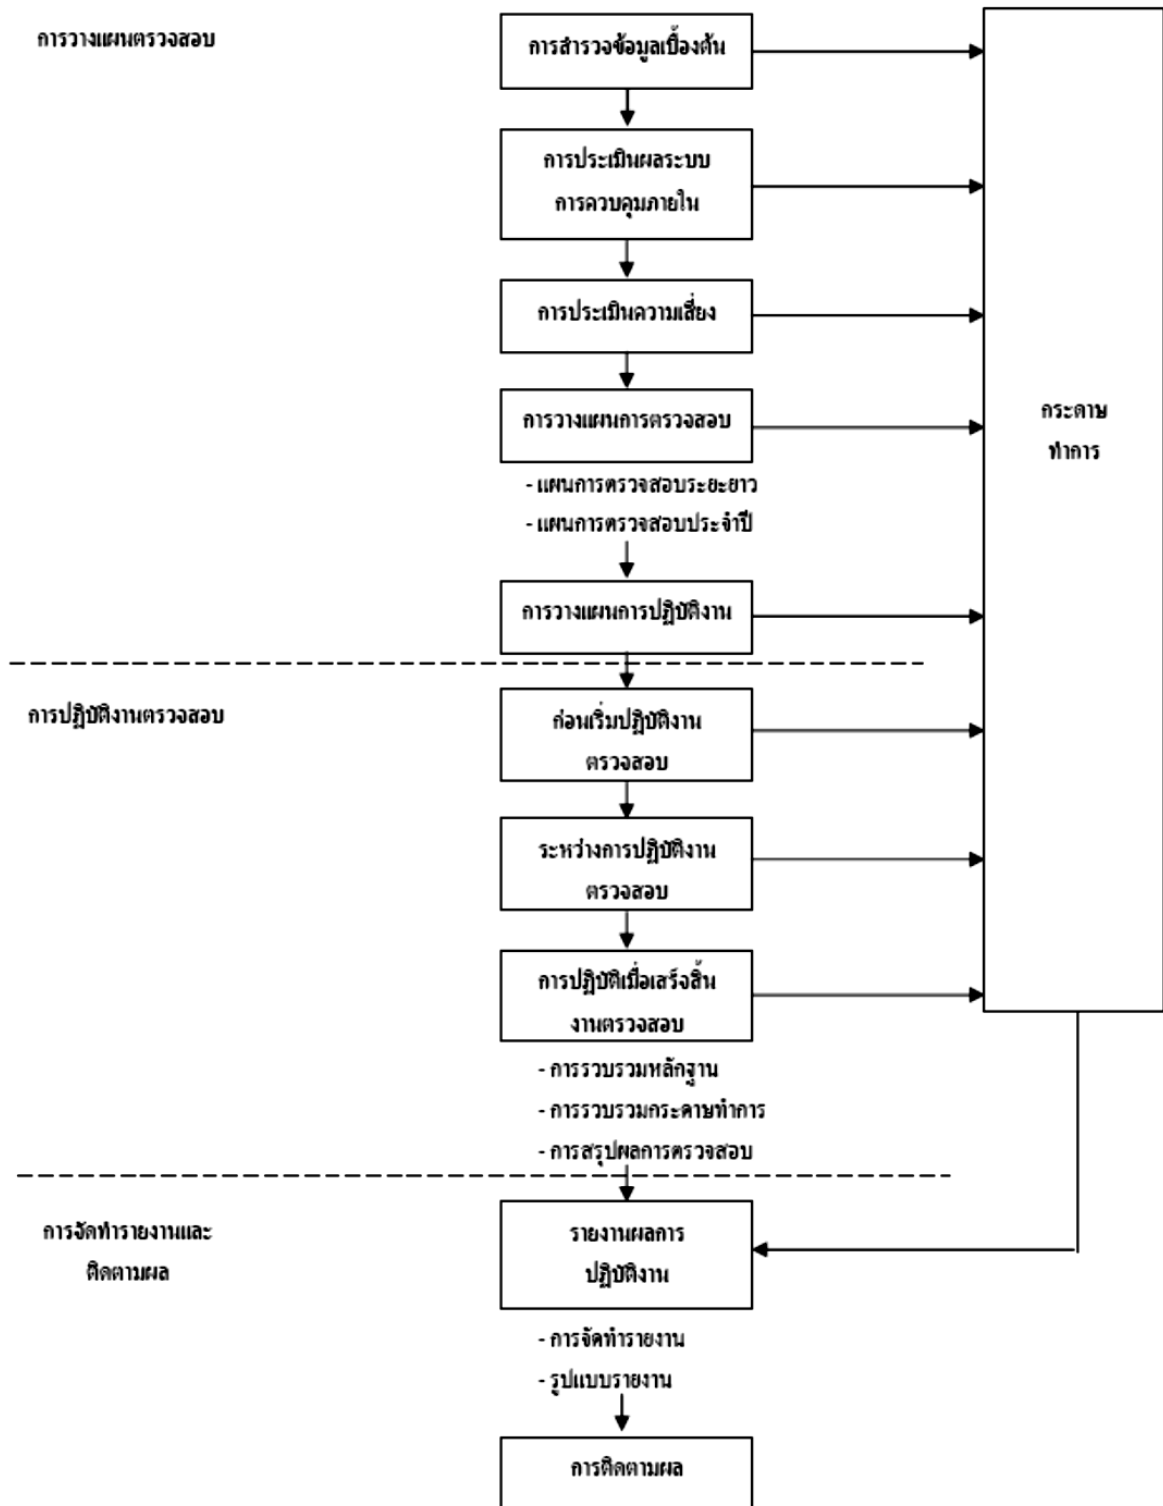 การวางแผนตรวจสอบ
การสำรวจข้อมูลเบื้องต้น
การประเมินผลระบบ
การควบคุมภายใน
การประเมินความเสี่ยง
การวางแผนการตรวจสอบ
- แผนการตรวจสอบระยะยาว
- แผนการตรวจสอบประจำปี
การวางแผนการปฏิบัติงาน
กระดาษ
ทำการ
การปฏิบัติงานตรวจสอบ
ก่อนเริ่มปฏิบัติงาน
ตรวจสอบ
ระหว่างการปฏิบัติงาน
ตรวจสอบ
การปฏิบัติเมื่อเสร็จสิ้น
งานตรวจสอบ
- การรวบรวมหลักฐาน
- การรวบรวมกระดาษทำการ
- การสรุปผลการตรวจสอบ
การจัดทำรายงานและ
ติดตามผล
รายงานผลการ
ปฏิบัติงาน
- การจัดทำรายงาน
- รูปแบบรายงาน
การติดตามผล